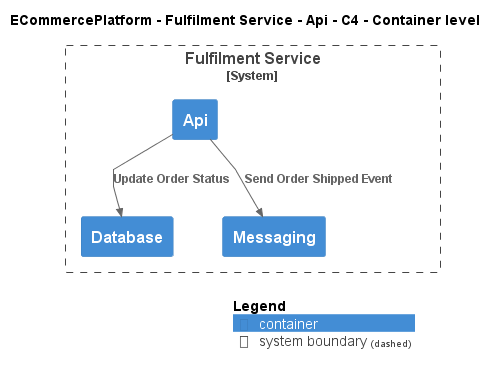 ECommercePlatform - Fulfilment Service - Api - C4 - Container level
Fulfilment Service
[System]
Api
Update Order Status
Send Order Shipped Event
Database
Messaging
Legend
container
system boundary (dashed)